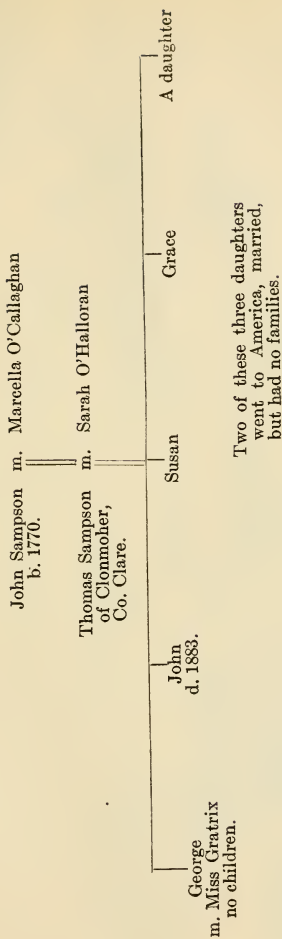 John Sampson m. Marcella O'Callaghan
b. 1770.
Thomas Sampson m. Sarah O'Halloran
of Clonmoher,
Co. Clare.
George
m. Miss Gratrix
no children.
John
d. 1883.
Susan
Grace
A daughter
Two of these three daughters
went to America, married,
but had no families.